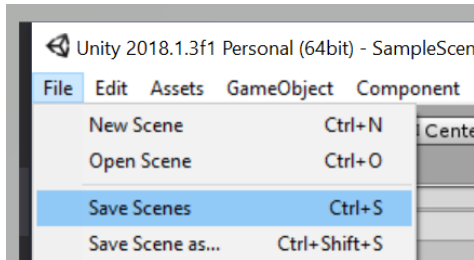 Unity 2018.1.3f1 Personal (64bit) - SampleScen
File Edit Assets GameObject Component
New Scene Ctrl+N
Cente
Open Scene Ctrl+O
Save Scenes Ctrl+S
Save Scene as... Ctrl+Shift+S